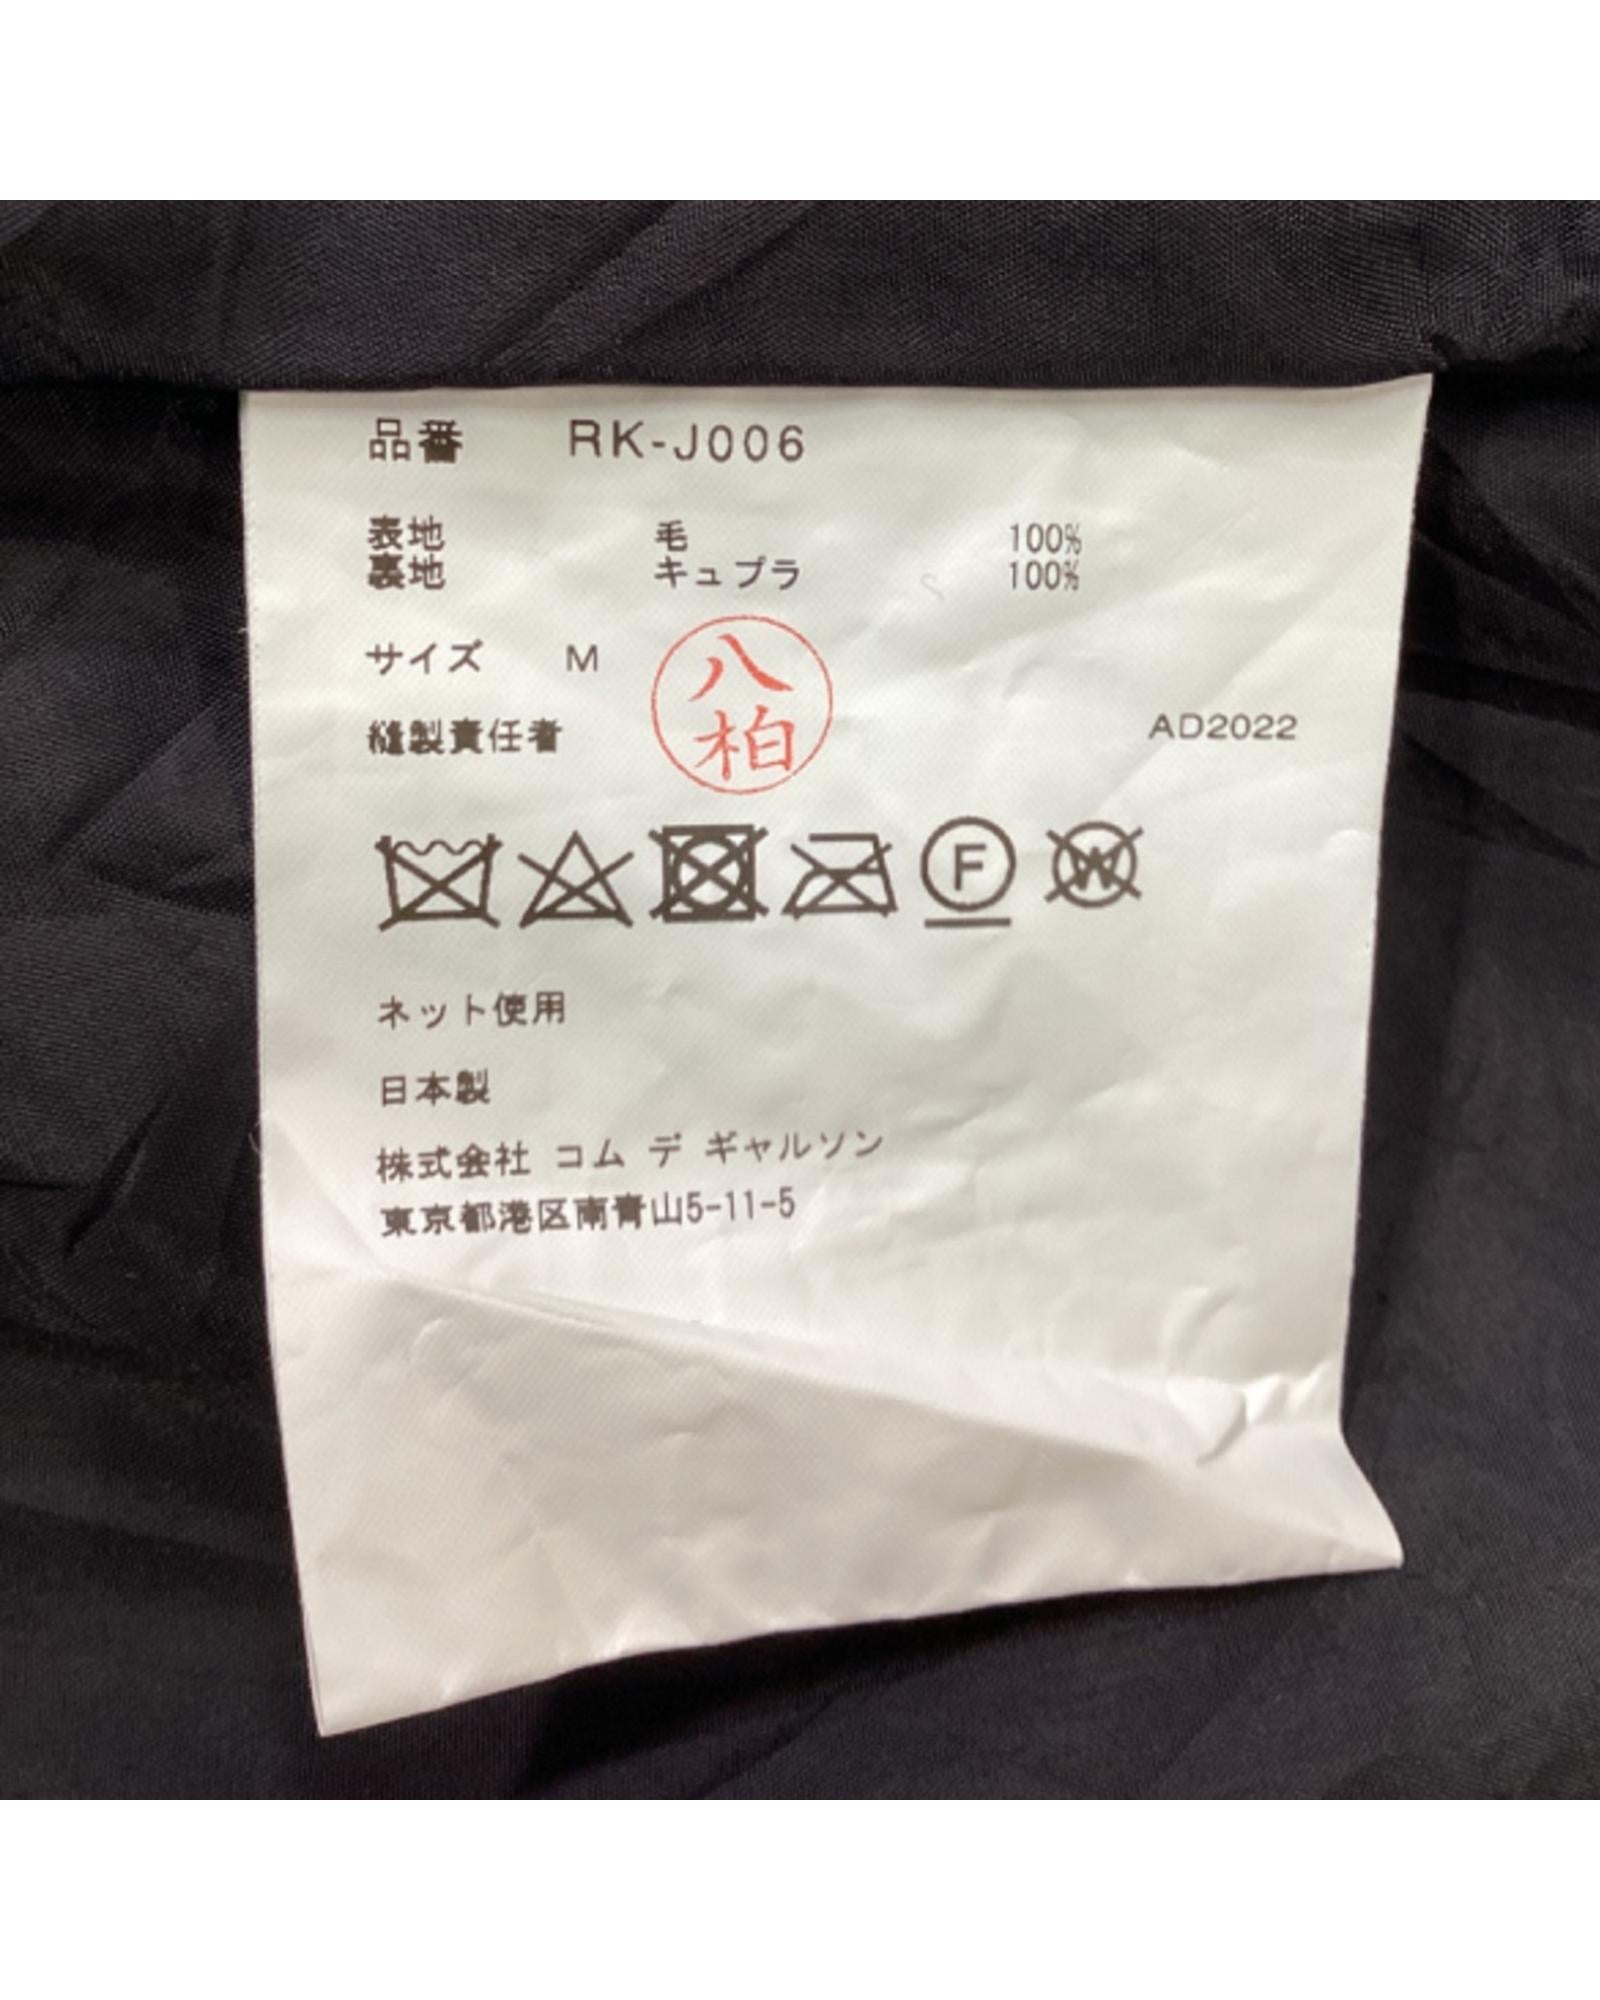 品番 RK-J006
表地 毛 100%
裏地 キュプラ 100%
サイズ M
縫製責任者 八柏 AD2022
F W
ネット使用
日本製
株式会社 コム デ ギャルソン
東京都港区南青山5-11-5